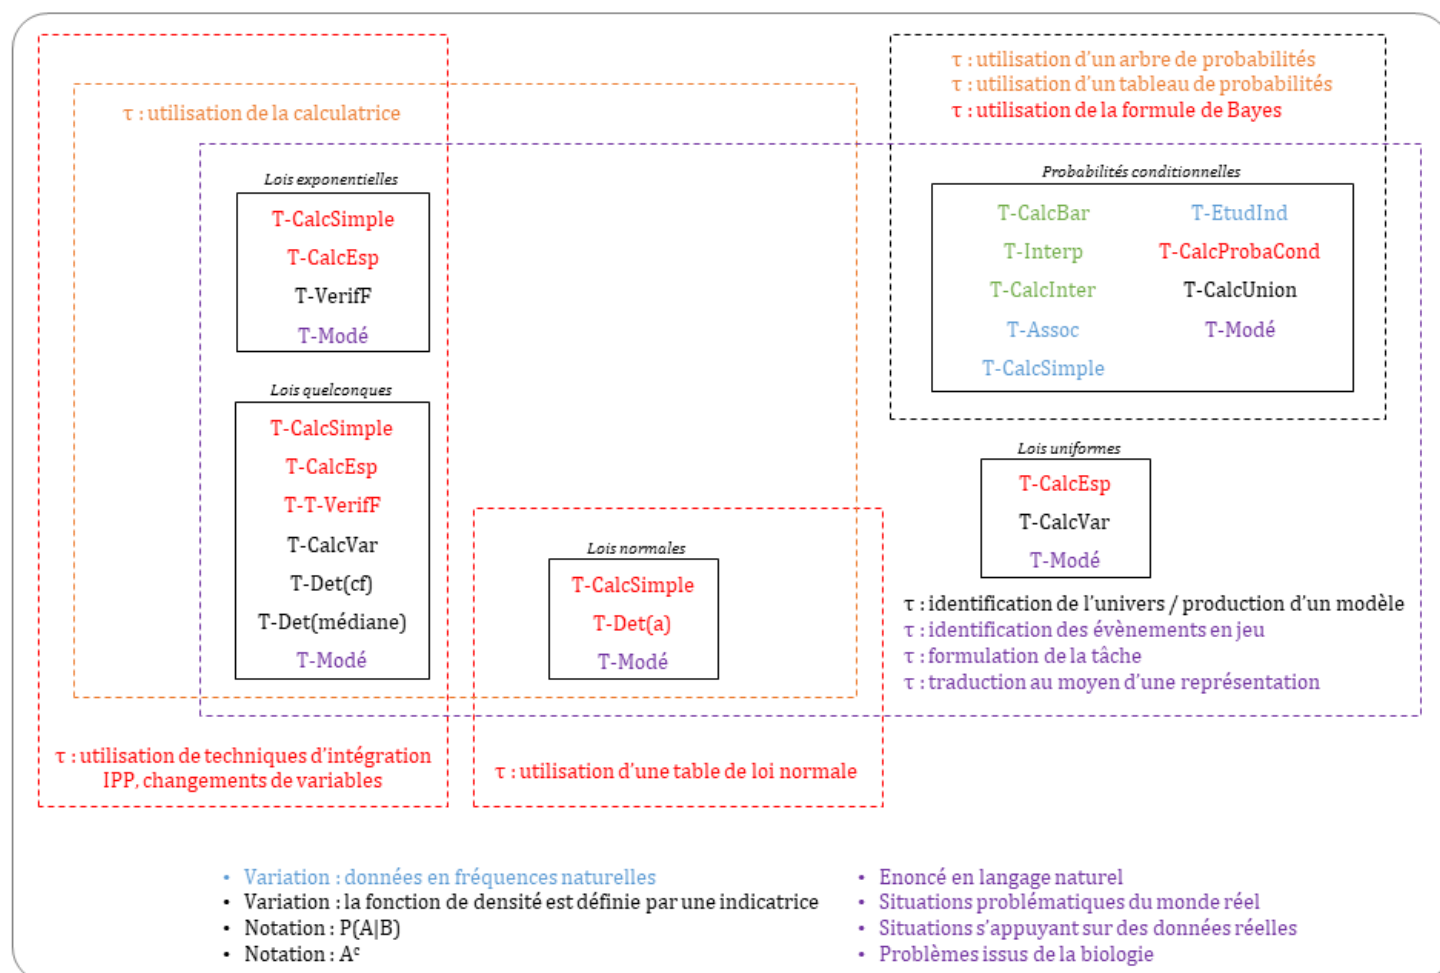 τ : utilisation de la calculatrice
τ : utilisation d’un arbre de probabilités
τ : utilisation d’un tableau de probabilités
τ : utilisation de la formule de Bayes
Lois exponentielles
T-CalcSimple
T-CalcEsp
T-VerifF
T-Modé
Lois quelconques
T-CalcSimple
T-CalcEsp
T-T-VerifF
T-CalcVar
T-Det(cf)
T-Det(médiane)
T-Modé
Lois normales
T-CalcSimple
T-Det(a)
T-Modé
Probabilités conditionnelles
T-CalcBar
T-Interp
T-CalcInter
T-Assoc
T-CalcSimple
T-EtudInd
T-CalcProbaCond
T-CalcUnion
T-Modé
Lois uniformes
T-CalcEsp
T-CalcVar
T-Modé
τ : identification de l’univers / production d’un modèle
τ : identification des évènements en jeu
τ : formulation de la tâche
τ : traduction au moyen d’une représentation
τ : utilisation de techniques d’intégration
IPP, changements de variables
τ : utilisation d’une table de loi normale
• Variation : données en fréquences naturelles
• Variation : la fonction de densité est définie par une indicatrice
• Notation : P(A|B)
• Notation : Aᶜ
• Enoncé en langage naturel
• Situations problématiques du monde réel
• Situations s’appuyant sur des données réelles
• Problèmes issus de la biologie